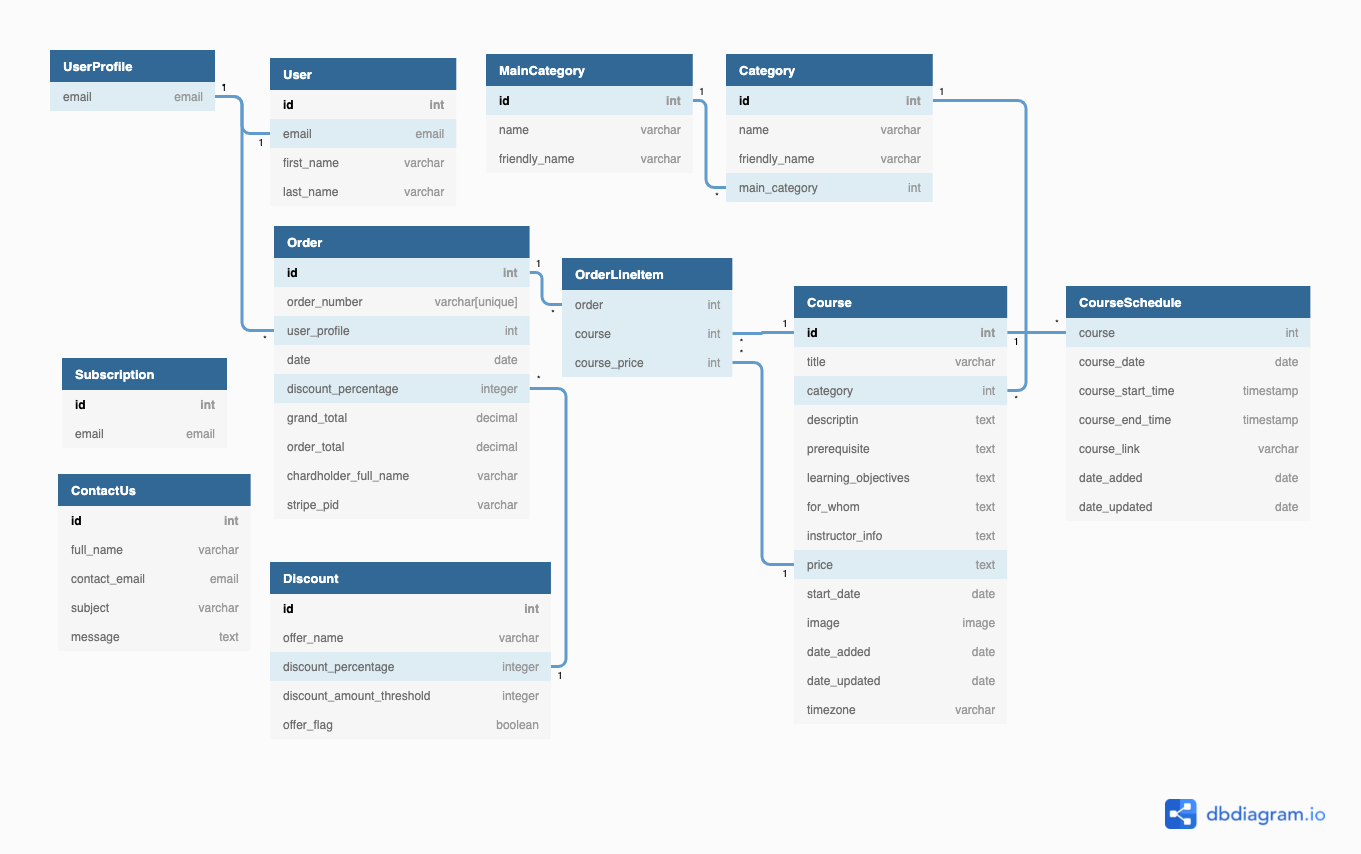 UserProfile
email email
1
1
*
User
id int
email email
first_name varchar
last_name varchar
MainCategory
id int
name varchar
friendly_name varchar
1
*
Category
id int
name varchar
friendly_name varchar
main_category int
1
*
Order
id int
order_number varchar[unique]
user_profile int
date date
discount_percentage integer
grand_total decimal
order_total decimal
chardholder_full_name varchar
stripe_pid varchar
1
*
*
1
OrderLineItem
order int
course int
course_price int
*
*
1
1
Course
id int
title varchar
category int
descriptin text
prerequisite text
learning_objectives text
for_whom text
instructor_info text
price text
start_date date
image image
date_added date
date_updated date
timezone varchar
1
*
CourseSchedule
course int
course_date date
course_start_time timestamp
course_end_time timestamp
course_link varchar
date_added date
date_updated date
Subscription
id int
email email
ContactUs
id int
full_name varchar
contact_email email
subject varchar
message text
Discount
id int
offer_name varchar
discount_percentage integer
discount_amount_threshold integer
offer_flag boolean
dbdiagram.io